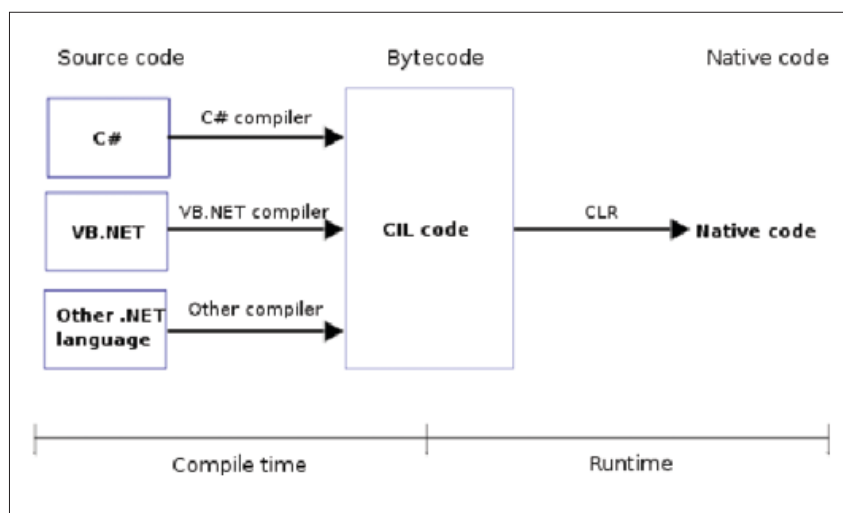 Source code
Bytecode
Native code
C#
C# compiler
VB.NET
VB.NET compiler
CIL code
CLR
Native code
Other .NET
language
Other compiler
Compile time
Runtime